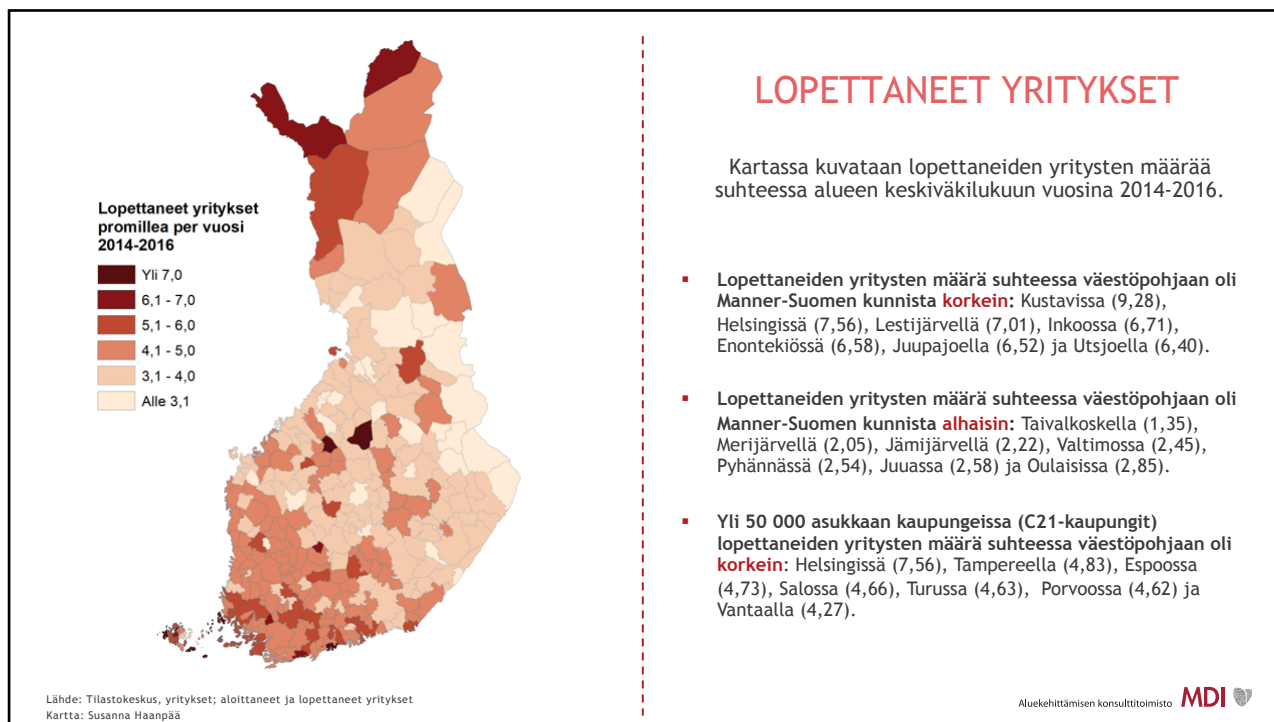 Lopettaneet yritykset
promillea per vuosi
2014-2016
Yli 7,0
6,1 - 7,0
5,1 - 6,0
4,1 - 5,0
3,1 - 4,0
Alle 3,1
Lähde: Tilastokeskus, yritykset; aloittaneet ja lopettaneet yritykset
Kartta: Susanna Haanpää
LOPETTANEET YRITYKSET
Kartassa kuvataan lopettaneiden yritysten määrää
suhteessa alueen keskiväkilukuun vuosina 2014-2016.
▪ Lopettaneiden yritysten määrä suhteessa väestöpohjaan oli
Manner-Suomen kunnista korkein: Kustavissa (9,28),
Helsingissä (7,56), Lestijärvellä (7,01), Inkoossa (6,71),
Enontekiössä (6,58), Juupajoella (6,52) ja Utsjoella (6,40).
▪ Lopettaneiden yritysten määrä suhteessa väestöpohjaan oli
Manner-Suomen kunnista alhaisin: Taivalkoskella (1,35),
Merijärvellä (2,05), Jämijärvellä (2,22), Valtimossa (2,45),
Pyhännässä (2,54), Juuassa (2,58) ja Oulaisissa (2,85).
▪ Yli 50 000 asukkaan kaupungeissa (C21-kaupungit)
lopettaneiden yritysten määrä suhteessa väestöpohjaan oli
korkein: Helsingissä (7,56), Tampereella (4,83), Espoossa
(4,73), Salossa (4,66), Turussa (4,63), Porvoossa (4,62) ja
Vantaalla (4,27).
Aluekehittämisen konsulttitoimisto MDI